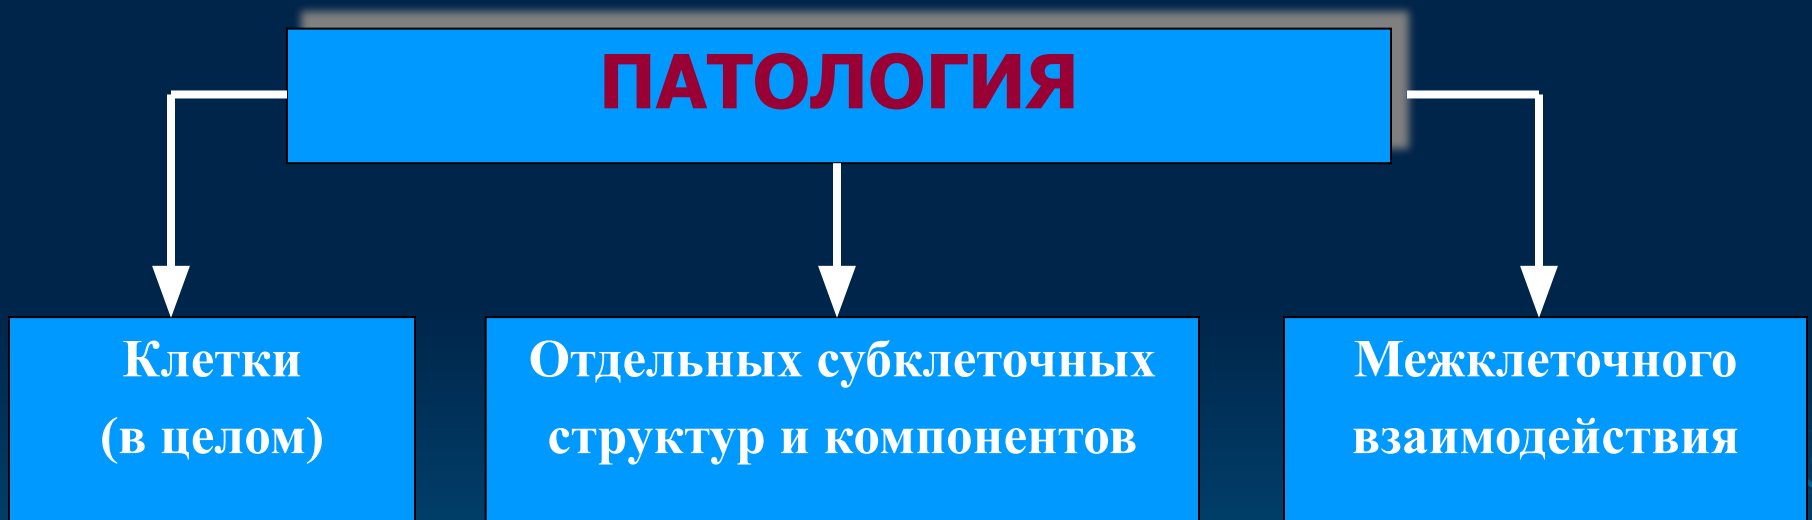 ПАТОЛОГИЯ
Клетки
(в целом)
Отдельных субклеточных
структур и компонентов
Межклеточного
взаимодействия